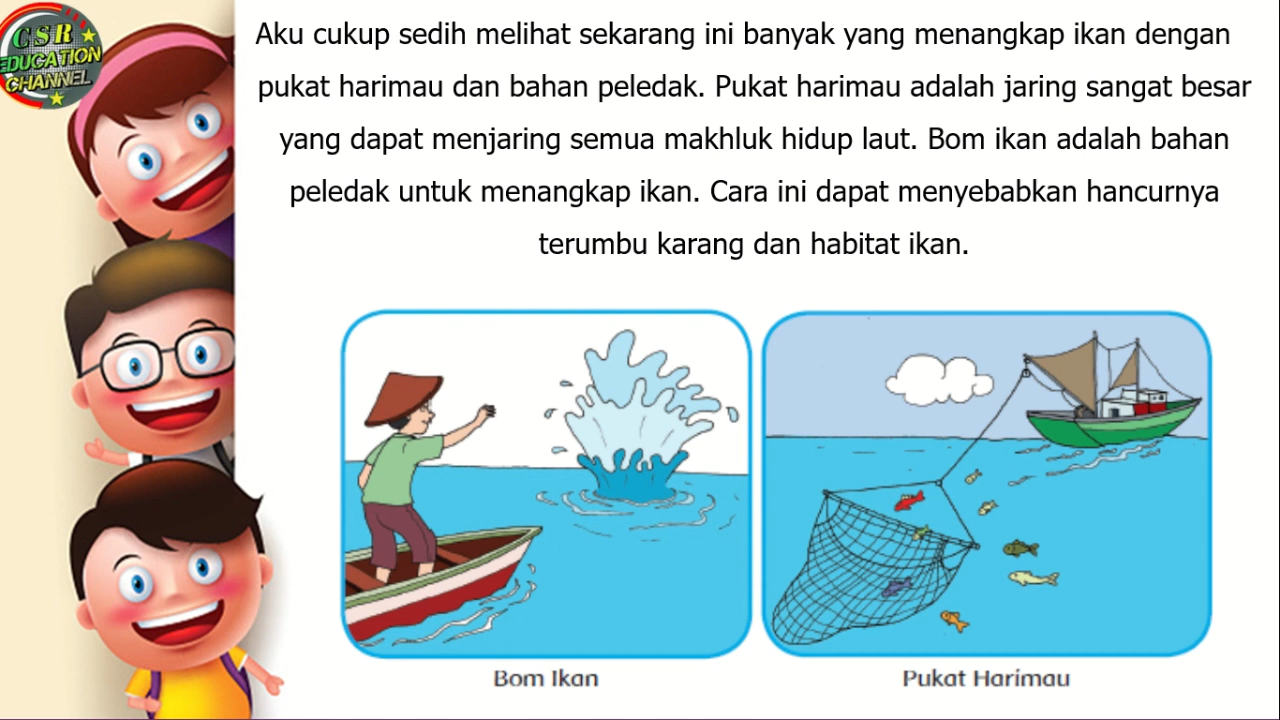 CSR
EDUCATION
CHANNEL
Aku cukup sedih melihat sekarang ini banyak yang menangkap ikan dengan
pukat harimau dan bahan peledak. Pukat harimau adalah jaring sangat besar
yang dapat menjaring semua makhluk hidup laut. Bom ikan adalah bahan
peledak untuk menangkap ikan. Cara ini dapat menyebabkan hancurnya
terumbu karang dan habitat ikan.
Bom Ikan
Pukat Harimau